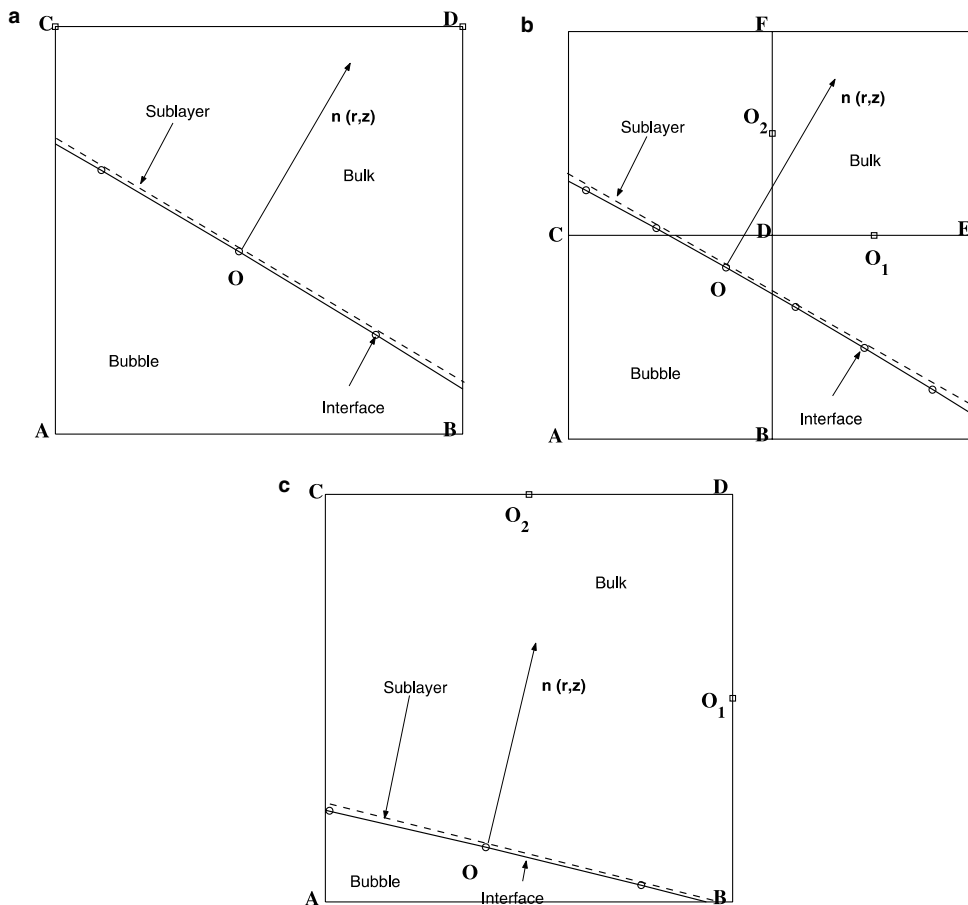 a
C
D
Sublayer
n (r,z)
Bulk
O
Bubble
Interface
A
B
b
F
n (r,z)
Sublayer
O2
Bulk
C
D
E
O1
O
Bubble
Interface
A
B
c
C
D
O2
Bulk
n (r,z)
Sublayer
O1
O
Bubble
Interface
A
B